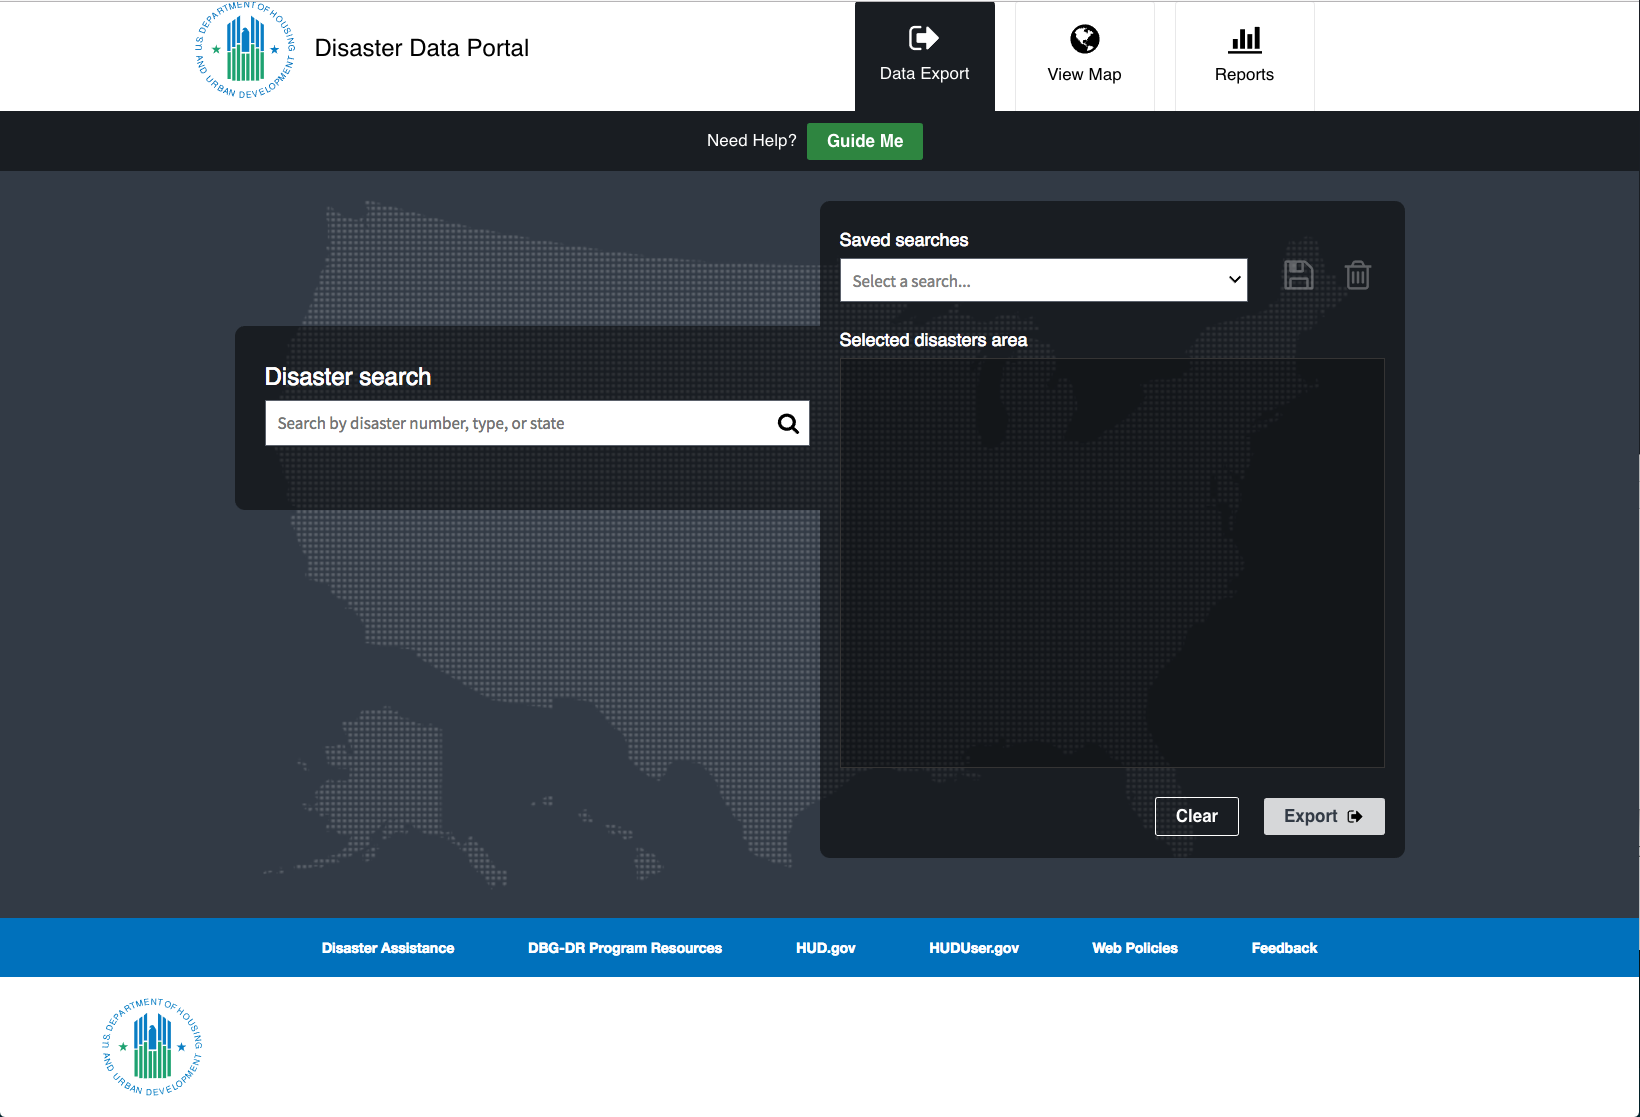 U.S. DEPARTMENT OF HOUSING
AND URBAN DEVELOPMENT
Disaster Data Portal
Data Export
View Map
Reports
Need Help?
Guide Me
Saved searches
Select a search...
Selected disasters area
Disaster search
Search by disaster number, type, or state
Clear
Export
Disaster Assistance
DBG-DR Program Resources
HUD.gov
HUDUser.gov
Web Policies
Feedback
U.S. DEPARTMENT OF HOUSING
AND URBAN DEVELOPMENT